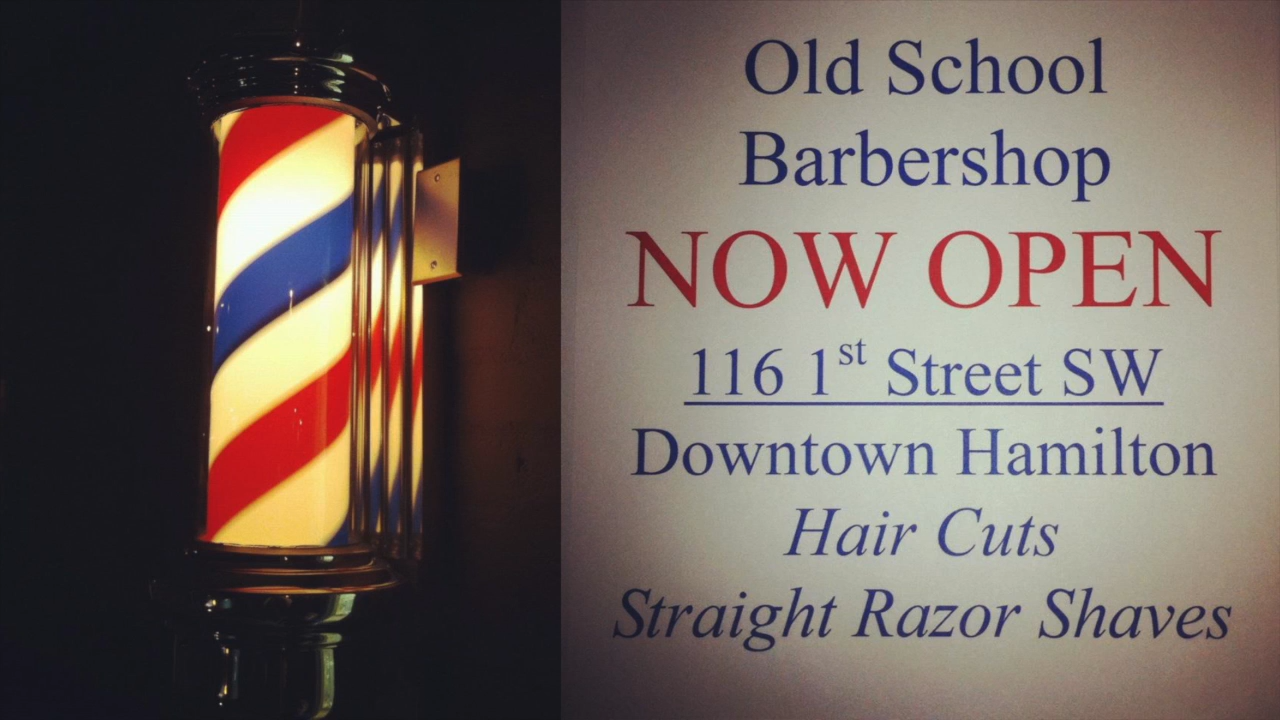 Old School
Barbershop
NOW OPEN
116 1st Street SW
Downtown Hamilton
Hair Cuts
Straight Razor Shaves